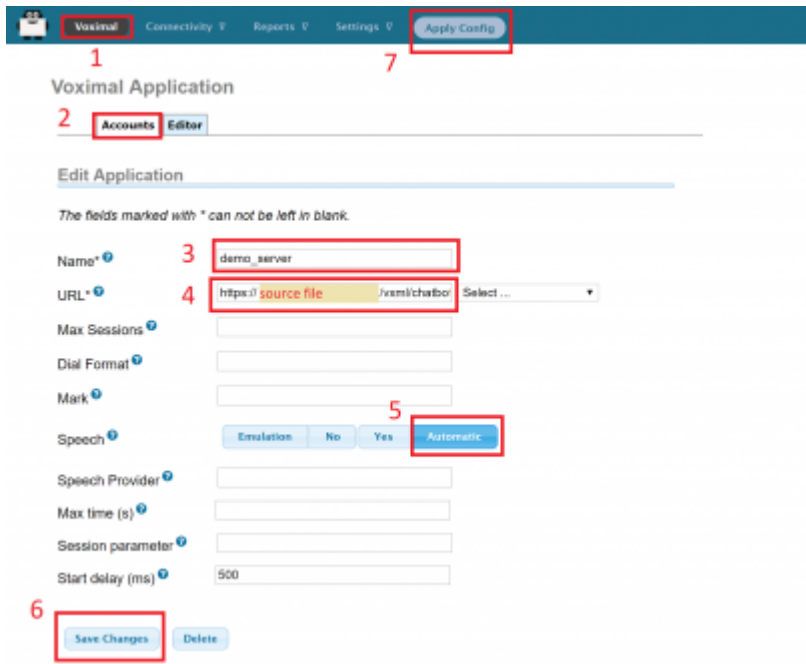 Voximal Connectivity Reports Settings Apply Config
1 7
Voximal Application
2 Accounts Editor
Edit Application
The fields marked with * can not be left in blank.
Name* 3 demo_server
URL* 4 https:// source file /vxml/chatbot Select ...
Max Sessions
Dial Format
Mark
5
Speech Emulation No Yes Automatic
Speech Provider
Max time (s)
Session parameter
Start delay (ms) 500
6
Save Changes Delete